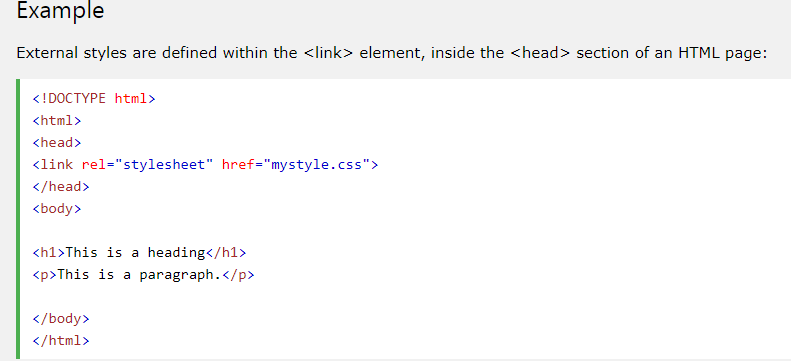 Example
External styles are defined within the <link> element, inside the <head> section of an HTML page:
<!DOCTYPE html>
<html>
<head>
<link rel="stylesheet" href="mystyle.css">
</head>
<body>
<h1>This is a heading</h1>
<p>This is a paragraph.</p>
</body>
</html>